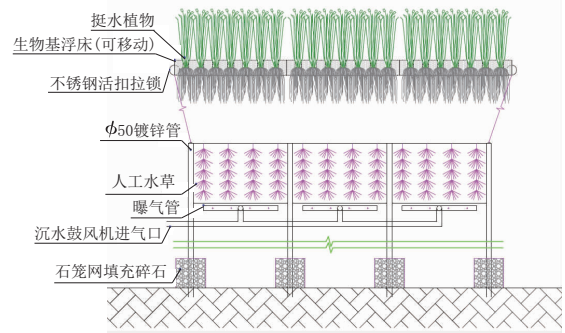 挺水植物
生物基浮床(可移动)
不锈钢活扣拉锁
ϕ50镀锌管
人工水草
曝气管
沉水鼓风机进气口
石笼网填充碎石